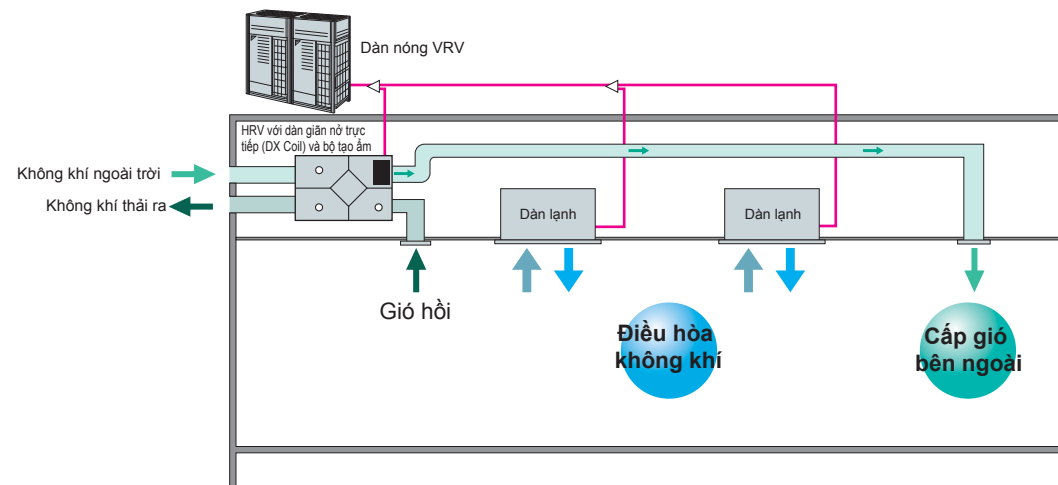 Dàn nóng VRV
HRV với dàn giãn nở trực
tiếp (DX Coil) và bộ tạo ẩm
Không khí ngoài trời
Không khí thải ra
Dàn lạnh
Dàn lạnh
Gió hồi
Điều hòa
không khí
Cấp gió
bên ngoài